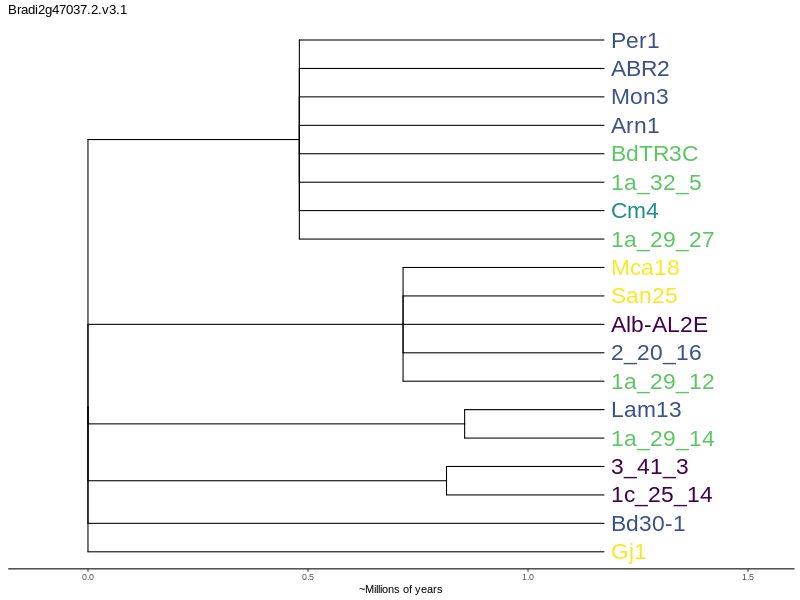 Bradi2g47037.2.v3.1
Per1
ABR2
Mon3
Arn1
BdTR3C
1a_32_5
Cm4
1a_29_27
Mca18
San25
Alb-AL2E
2_20_16
1a_29_12
Lam13
1a_29_14
3_41_3
1c_25_14
Bd30-1
Gj1
0.0 0.5 1.0 1.5
~Millions of years